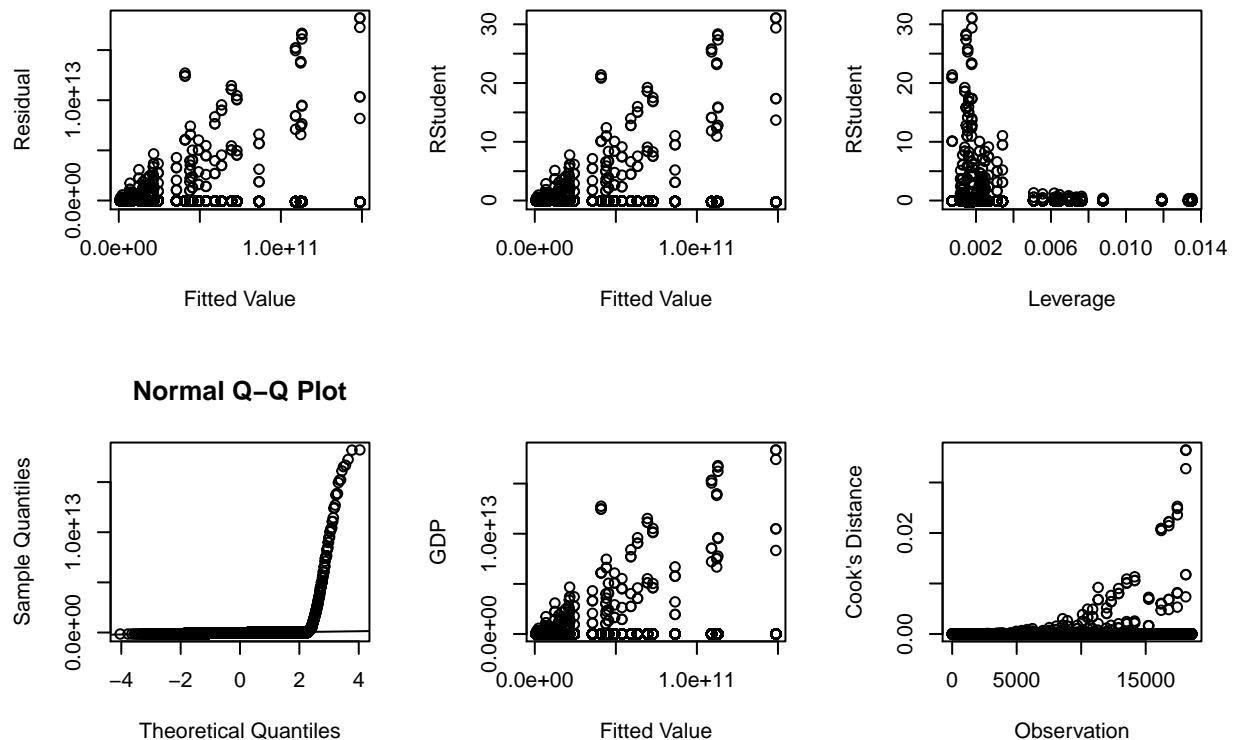 Residual
0.0e+00 1.0e+13
0.0e+00 1.0e+11
Fitted Value
RStudent
0 10 20 30
0.0e+00 1.0e+11
Fitted Value
RStudent
0 10 20 30
0.002 0.006 0.010 0.014
Leverage
Normal Q−Q Plot
Sample Quantiles
0.0e+00 1.0e+13
−4 −2 0 2 4
Theoretical Quantiles
GDP
0.0e+00 1.0e+13
0.0e+00 1.0e+11
Fitted Value
Cook's Distance
0.00 0.02
0 5000 15000
Observation